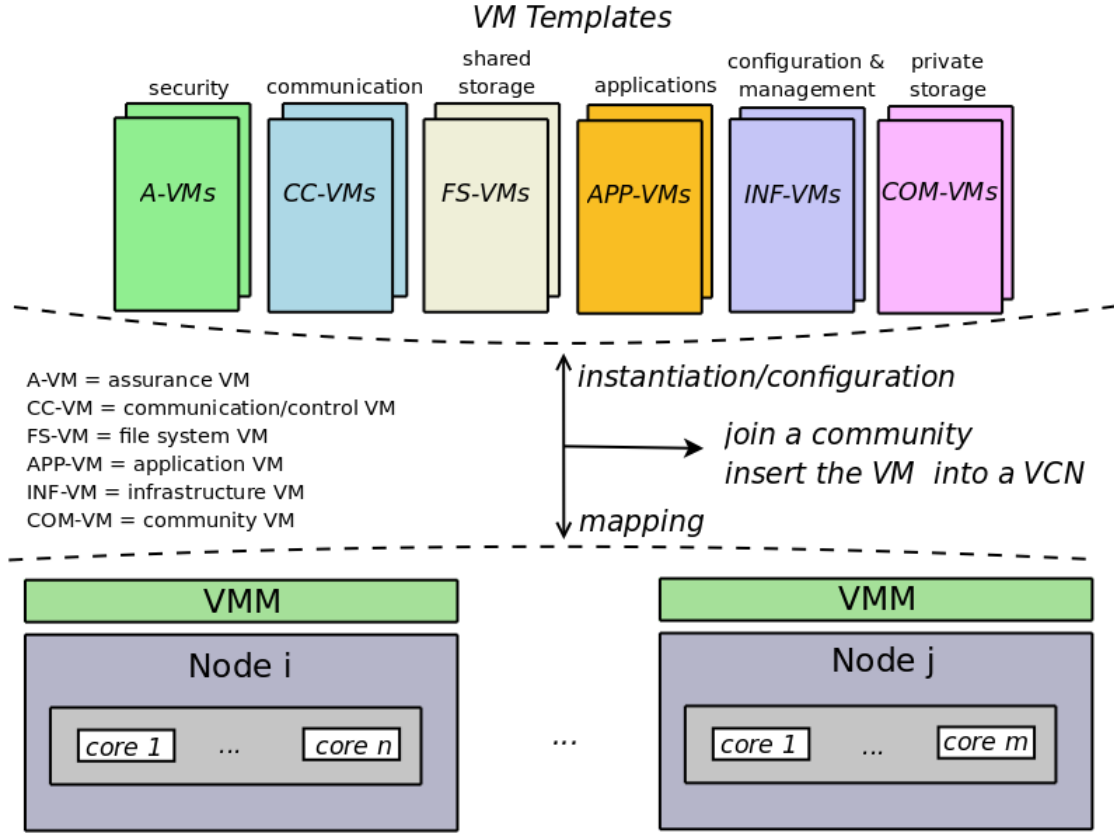 VM Templates
security
communication
shared
storage
applications
configuration &
management
private
storage
A-VMs
CC-VMs
FS-VMs
APP-VMs
INF-VMs
COM-VMs
A-VM = assurance VM
CC-VM = communication/control VM
FS-VM = file system VM
APP-VM = application VM
INF-VM = infrastructure VM
COM-VM = community VM
instantiation/configuration
join a community
insert the VM into a VCN
mapping
VMM
Node i
core 1 ... core n
...
VMM
Node j
core 1 ... core m